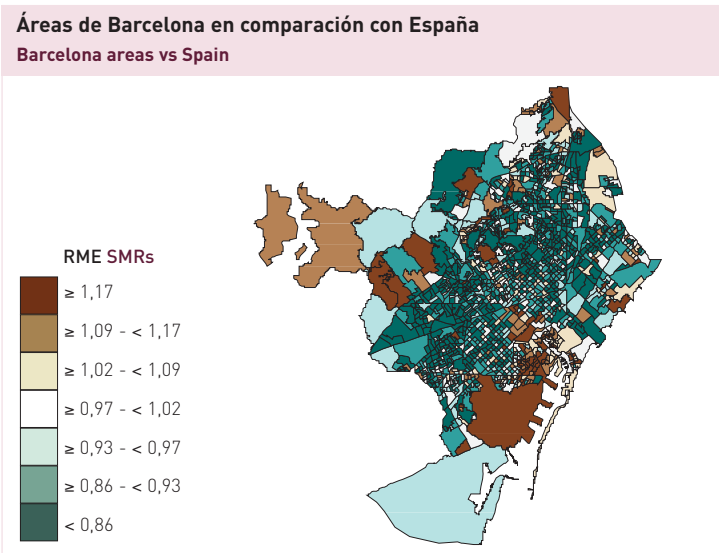 Áreas de Barcelona en comparación con España
Barcelona areas vs Spain
RME SMRs
≥ 1,17
≥ 1,09 - < 1,17
≥ 1,02 - < 1,09
≥ 0,97 - < 1,02
≥ 0,93 - < 0,97
≥ 0,86 - < 0,93
< 0,86